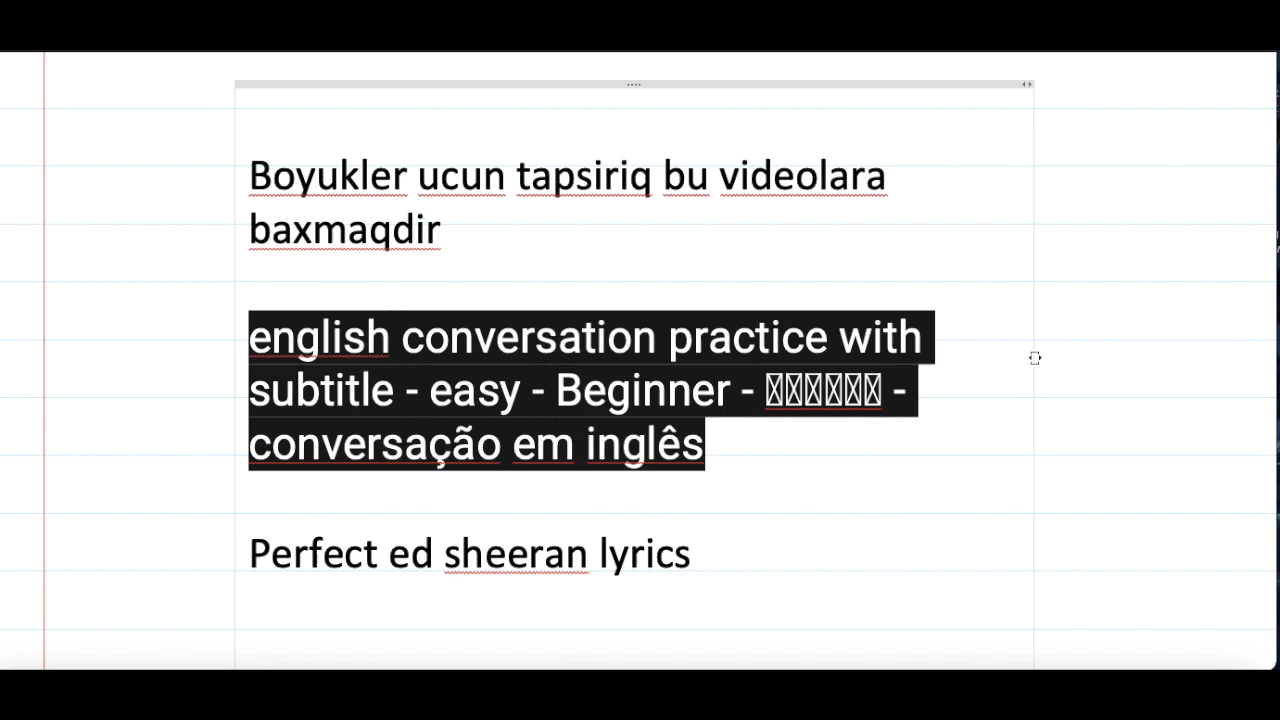 Boyukler ucun tapsiriq bu videolara
baxmaqdir
english conversation practice with
subtitle - easy - Beginner - -
conversação em inglês
Perfect ed sheeran lyrics